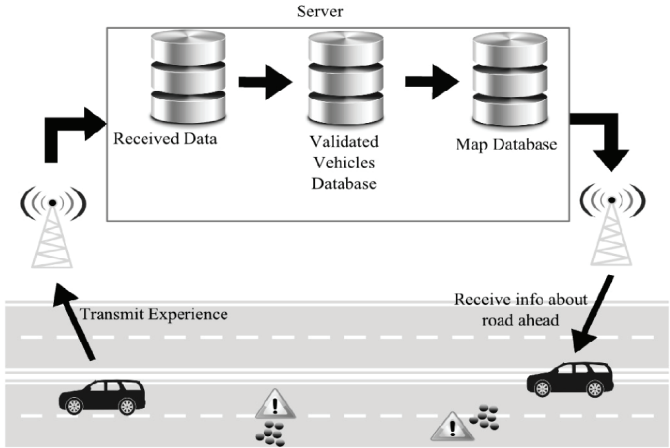 Server
Received Data
Validated
Vehicles
Database
Map Database
Transmit Experience
Receive info about
road ahead
!
!